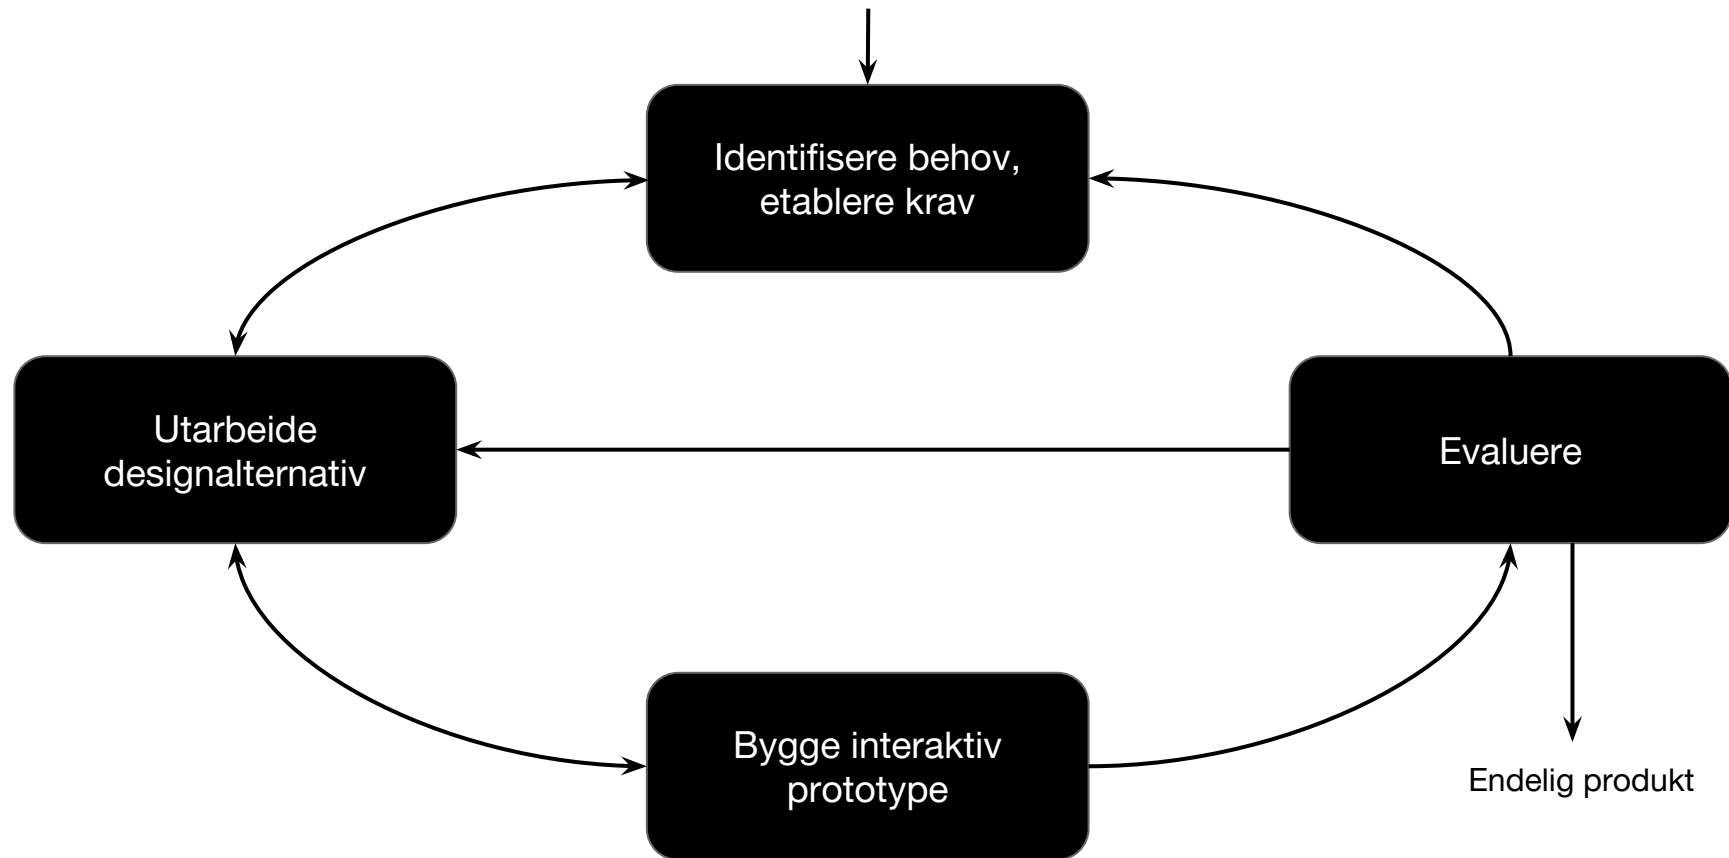 Identifisere behov,
etablere krav
Utarbeide
designalternativ
Evaluere
Bygge interaktiv
prototype
Endelig produkt